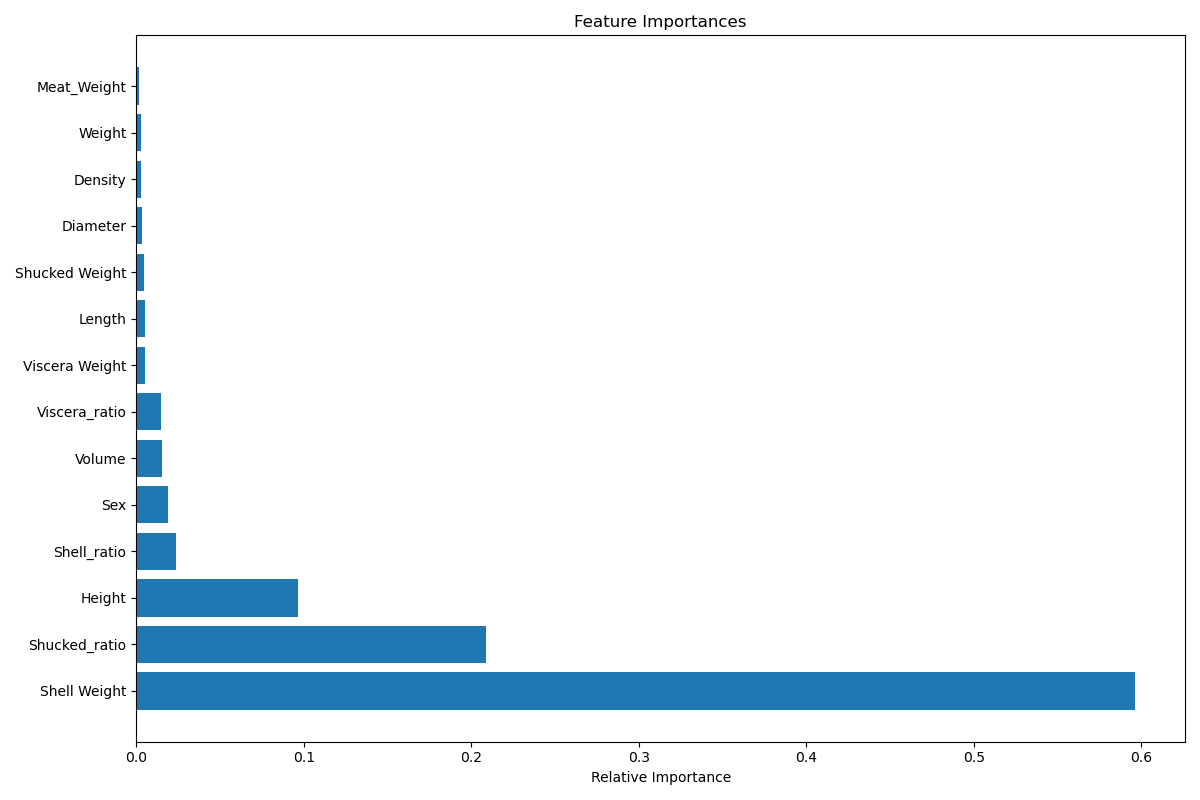 Feature Importances
Meat_Weight
Weight
Density
Diameter
Shucked Weight
Length
Viscera Weight
Viscera_ratio
Volume
Sex
Shell_ratio
Height
Shucked_ratio
Shell Weight
0.0 0.1 0.2 0.3 0.4 0.5 0.6
Relative Importance